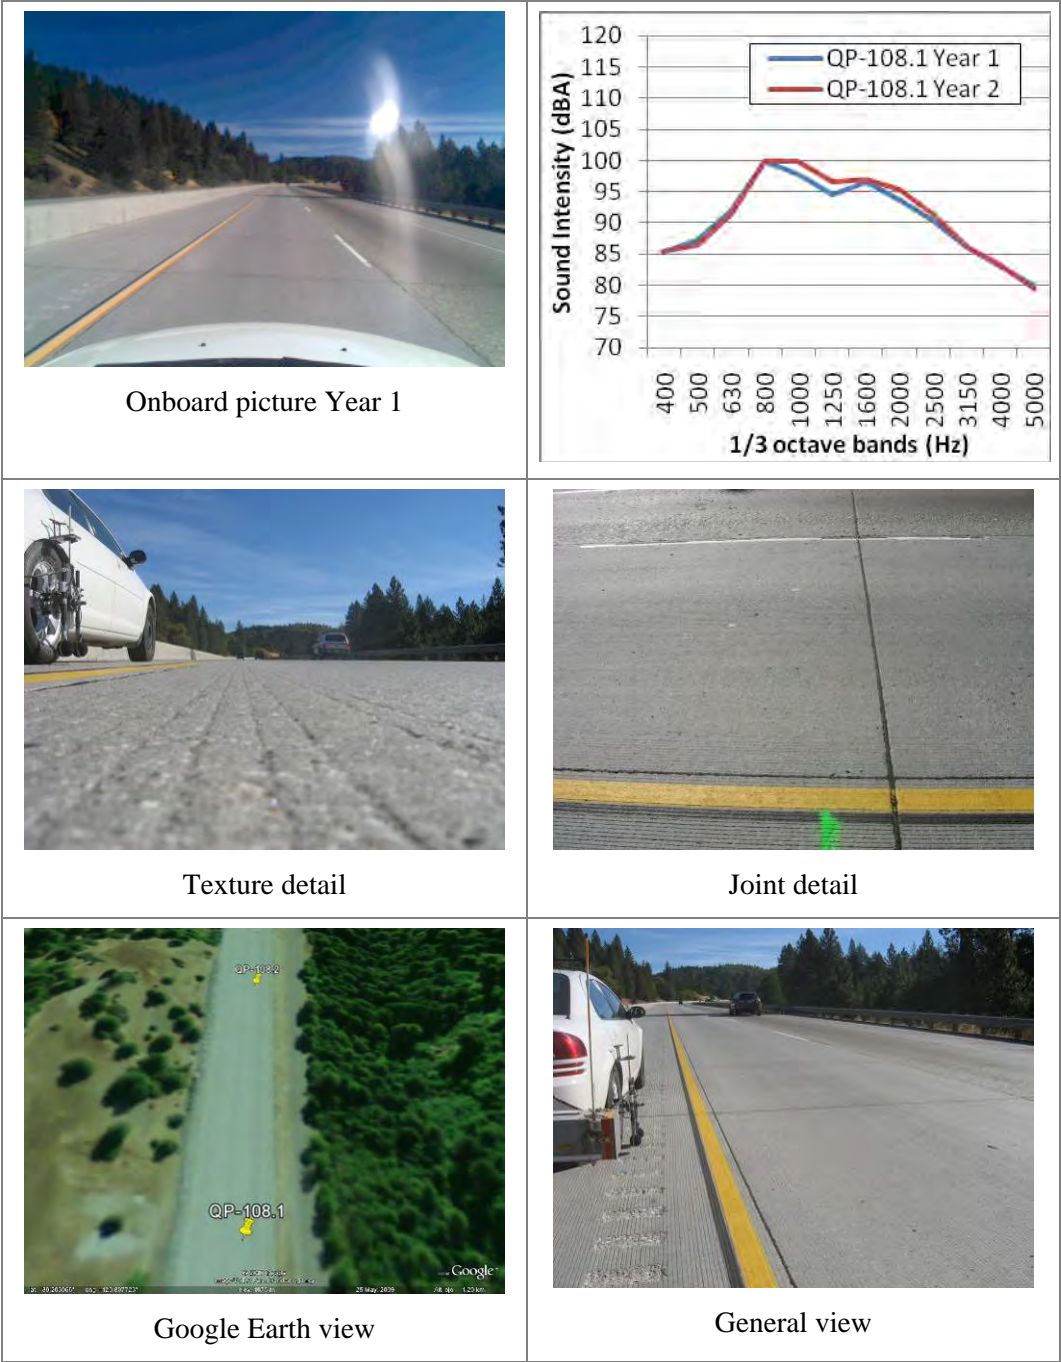 120
115
110
105
100
95
90
85
80
75
70
Sound Intensity (dBA)
QP-108.1 Year 1
QP-108.1 Year 2
400
500
630
800
1000
1250
1600
2000
2500
3150
4000
5000
1/3 octave bands (Hz)
Onboard picture Year 1
Texture detail
Joint detail
QP-108.2
QP-108.1
Google
25 May, 2009
Google Earth view
General view